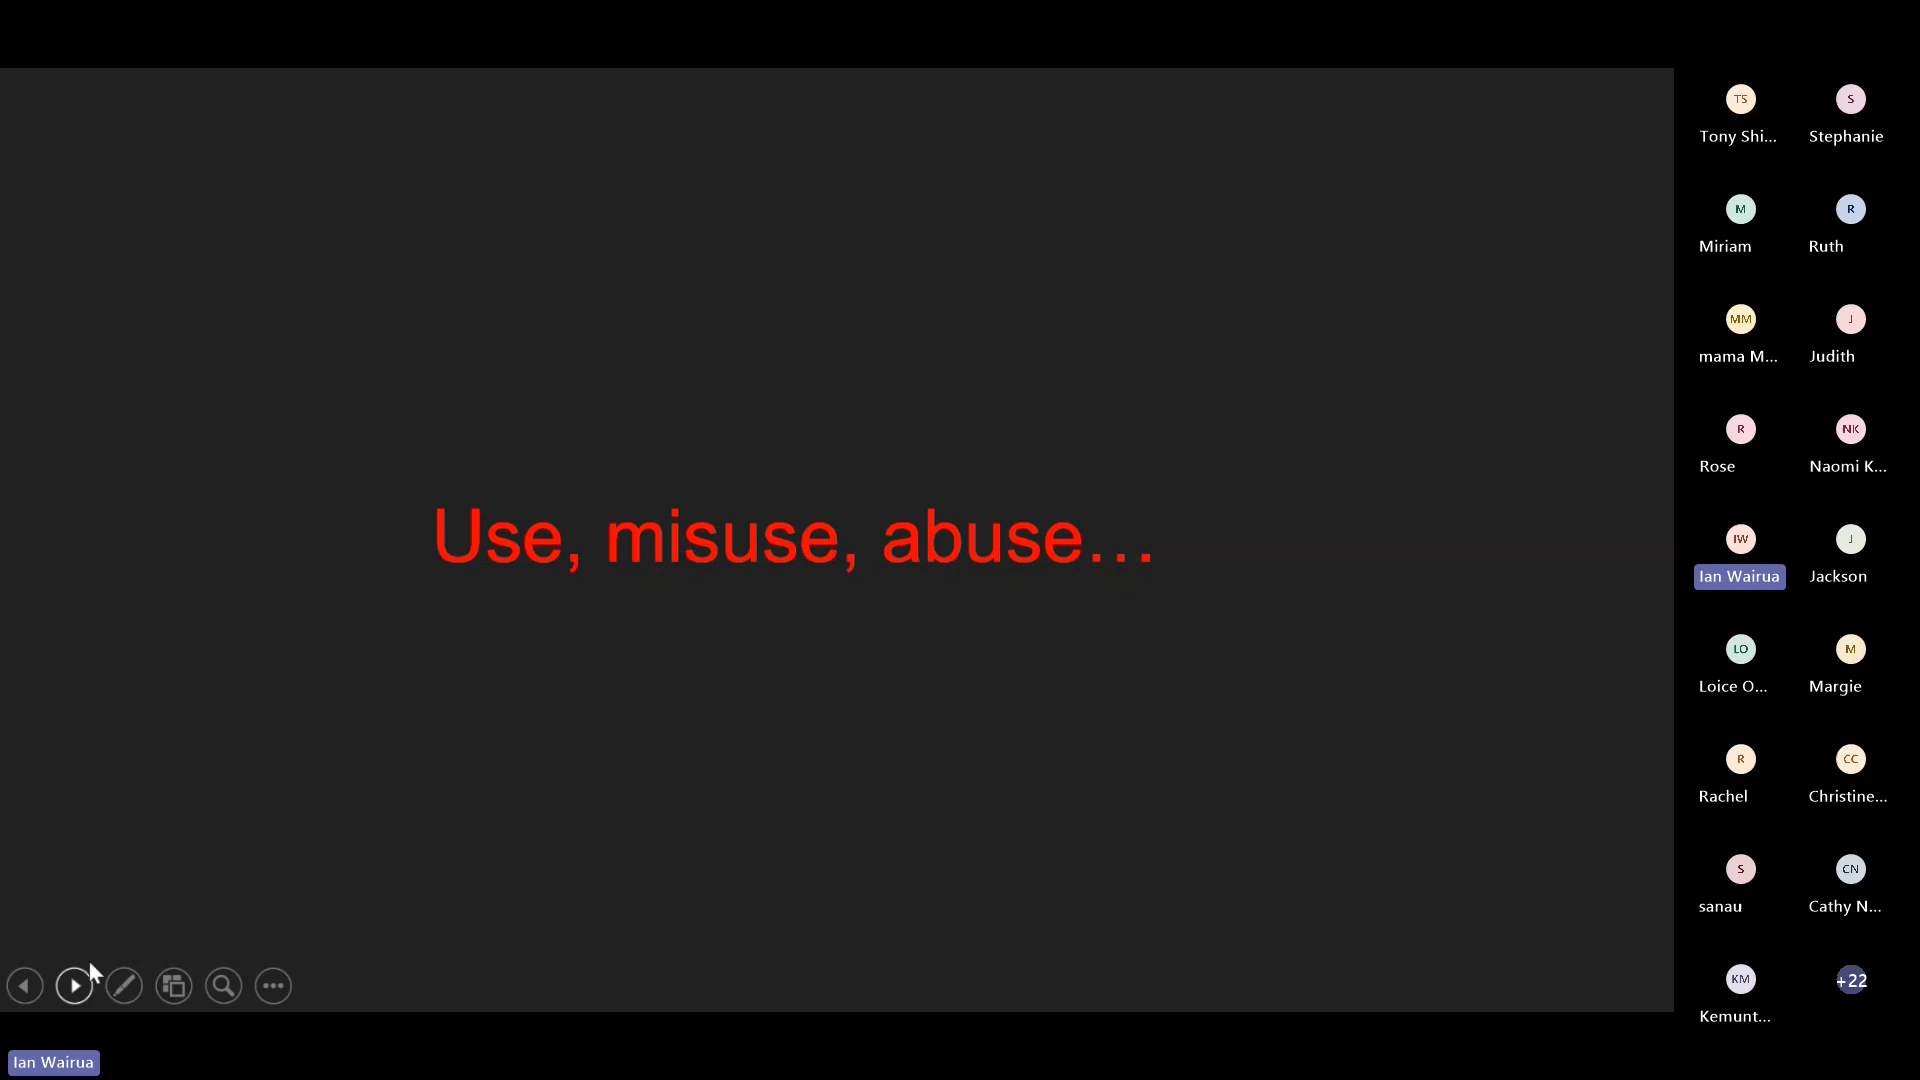 Use, misuse, abuse...
TS S
Tony Shi... Stephanie
M R
Miriam Ruth
MM J
mama M... Judith
R NK
Rose Naomi K...
IW J
Ian Wairua Jackson
LO M
Loice O... Margie
R CC
Rachel Christine...
S CN
sanau Cathy N...
KM +22
Kemunt...
Ian Wairua